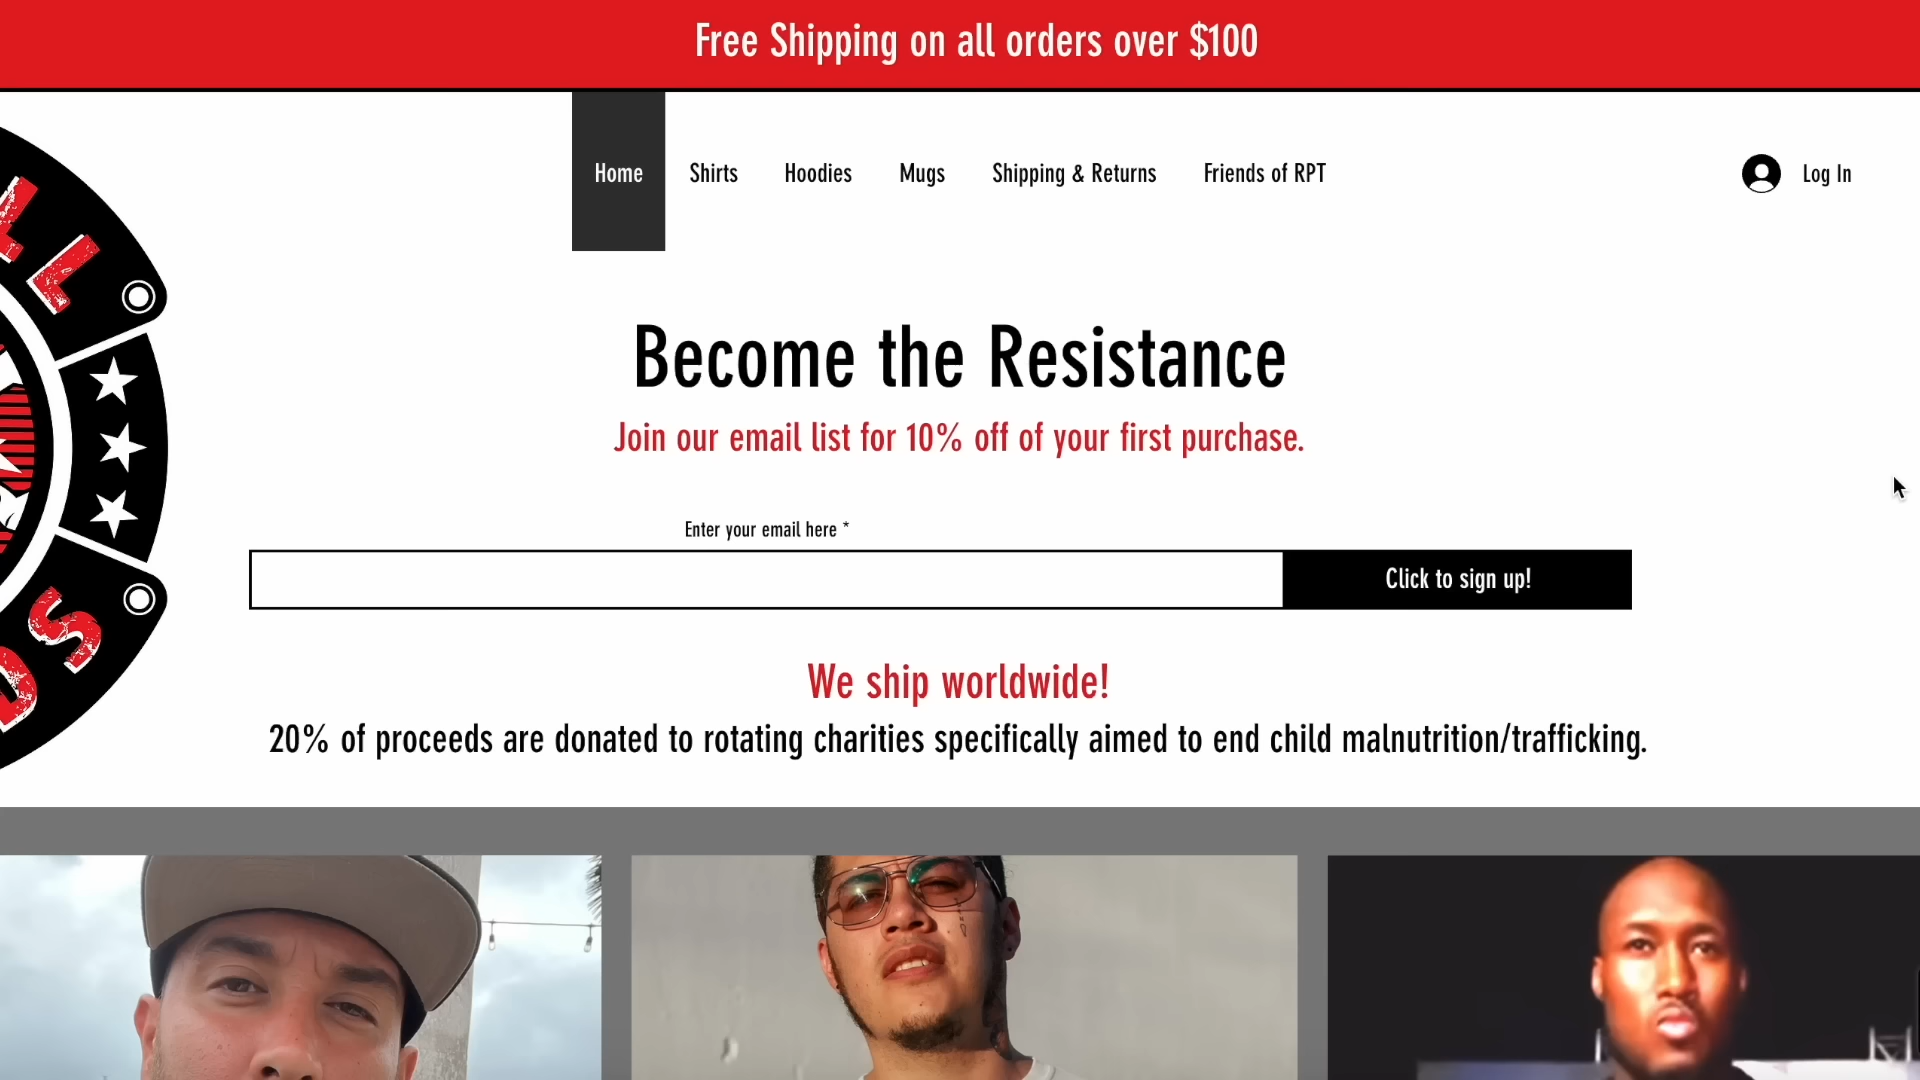 Free Shipping on all orders over $100
Home Shirts Hoodies Mugs Shipping & Returns Friends of RPT Log In
Become the Resistance
Join our email list for 10% off of your first purchase.
Enter your email here *
Click to sign up!
We ship worldwide!
20% of proceeds are donated to rotating charities specifically aimed to end child malnutrition/trafficking.